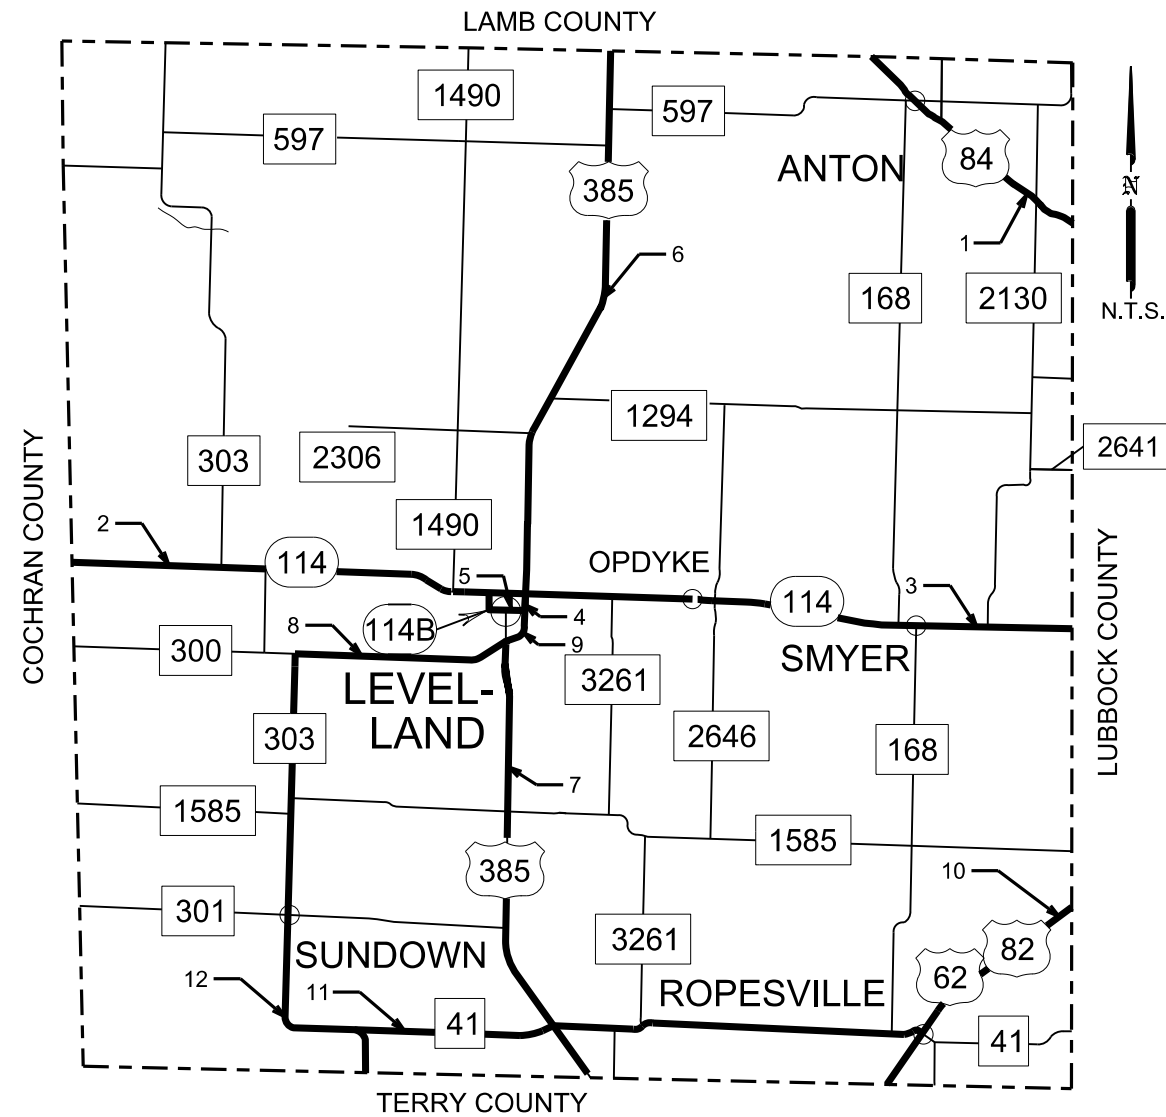 LAMB COUNTY
1490
597
597
84
ANTON
385
N
1
6
168
2130
N.T.S.
1294
2641
303
2306
COCHRAN COUNTY
1490
2
114
5
OPDYKE
3
114
4
114B
8
9
LUBBOCK COUNTY
300
SMYER
3261
LEVEL-
LAND
303
2646
168
7
1585
1585
385
10
301
3261
82
SUNDOWN
62
12
11
ROPESVILLE
41
41
TERRY COUNTY